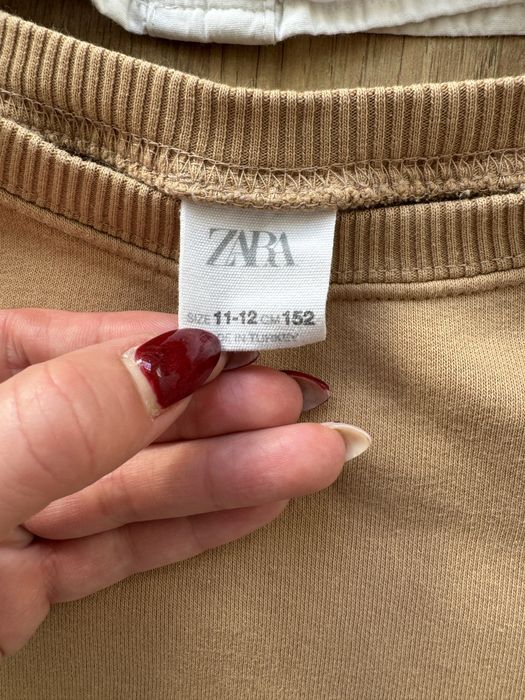 ZARA
SIZE 11-12 CM 152
IN TURKEY